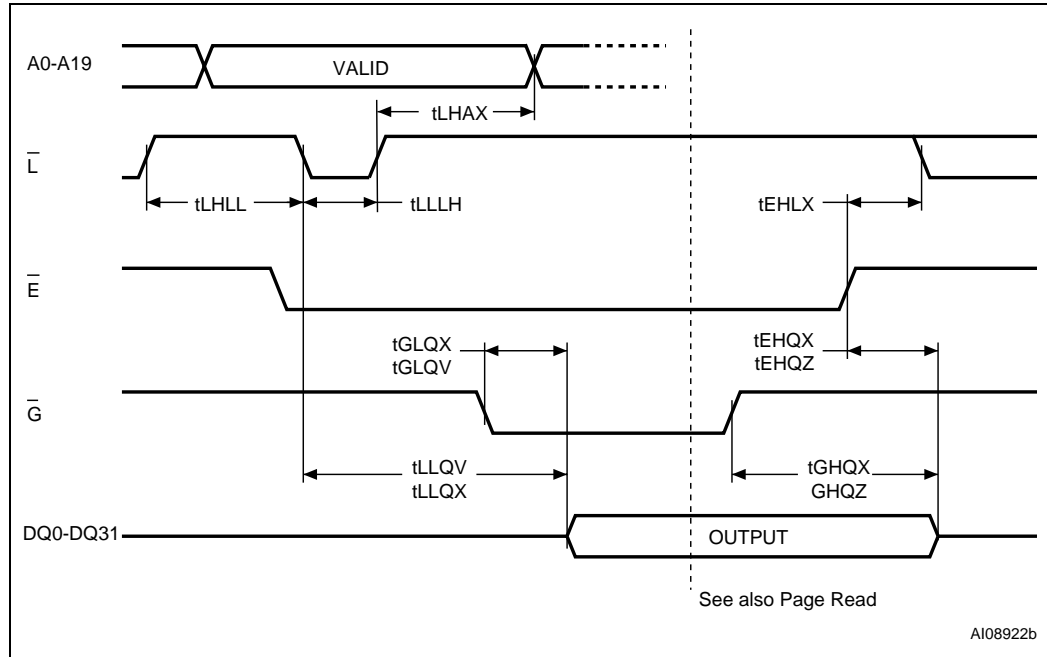 A0-A19
VALID
tLHAX
L
tLHLL
tLLLH
tEHLX
E
tGLQX
tGLQV
tEHQX
tEHQZ
G
tLLQV
tLLQX
tGHQX
GHQZ
DQ0-DQ31
OUTPUT
See also Page Read
AI08922b